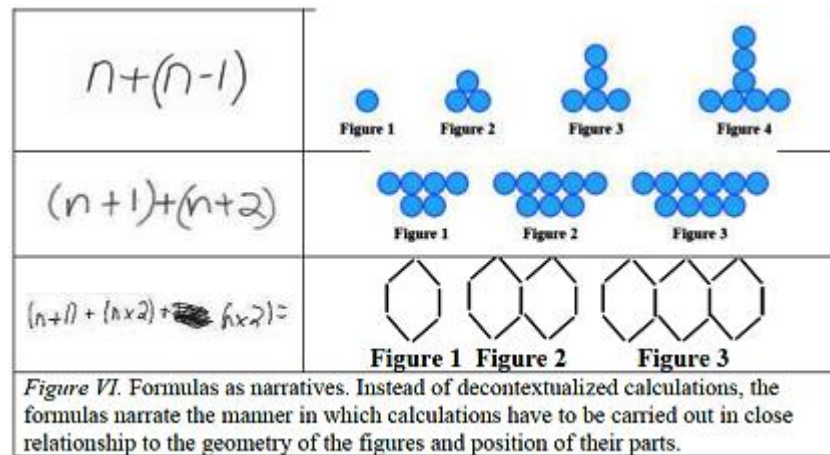 n+(n-1)
Figure 1 Figure 2 Figure 3 Figure 4
(n+1)+(n+2)
Figure 1 Figure 2 Figure 3
(n+1) + (n×2) + (n×2) =
Figure 1 Figure 2 Figure 3
Figure VI. Formulas as narratives. Instead of decontextualized calculations, the
formulas narrate the manner in which calculations have to be carried out in close
relationship to the geometry of the figures and position of their parts.